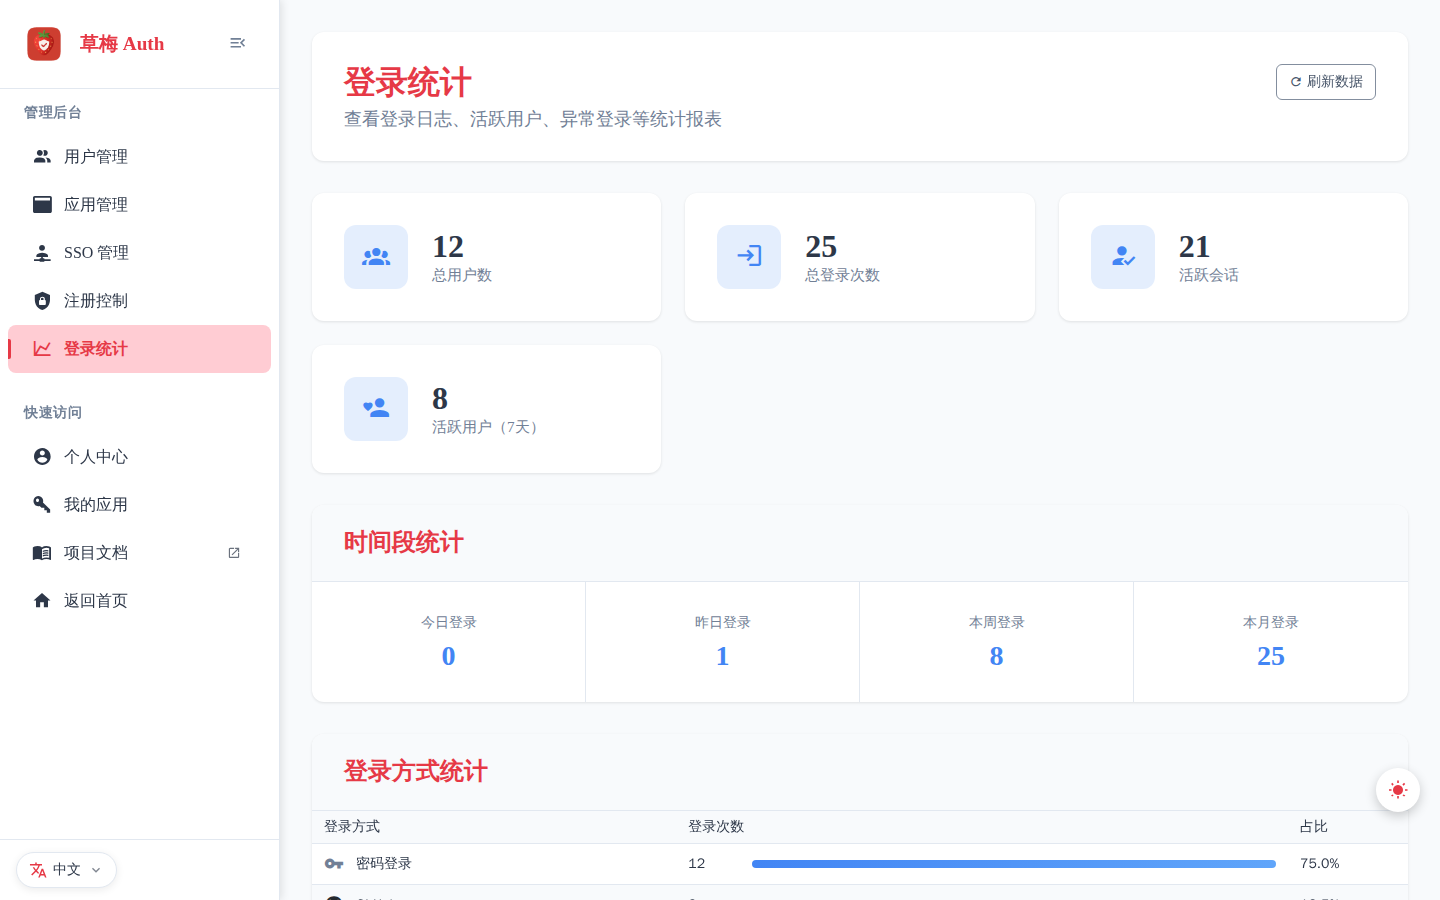 草梅 Auth
管理后台
用户管理
应用管理
SSO 管理
注册控制
登录统计
快速访问
个人中心
我的应用
项目文档
返回首页
中文
登录统计
查看登录日志、活跃用户、异常登录等统计报表
刷新数据
12
总用户数
25
总登录次数
21
活跃会话
8
活跃用户（7天）
时间段统计
今日登录
0
昨日登录
1
本周登录
8
本月登录
25
登录方式统计
登录方式 登录次数 占比
密码登录 12 75.0%